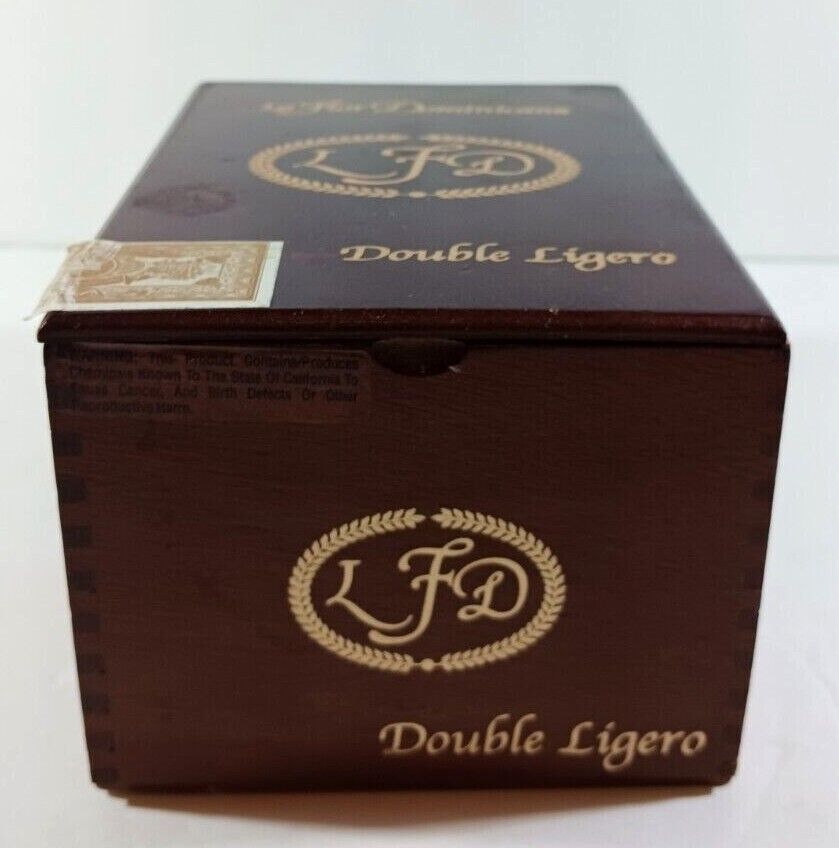 La Flor Dominicana
LFD
Double Ligero
WARNING: This Product Contains/Produces
Chemicals Known To The State Of California To
Cause Cancer, And Birth Defects Or Other
Reproductive Harm.
LFD
Double Ligero